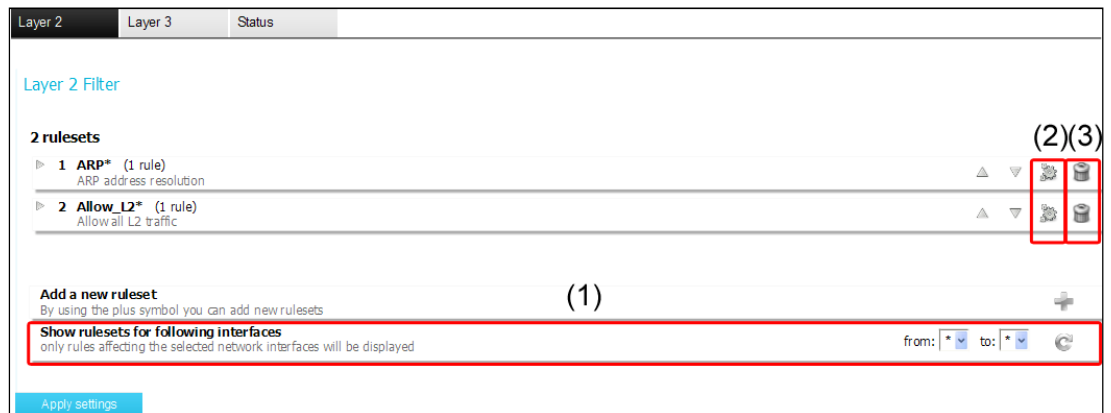 Layer 2 Layer 3 Status
Layer 2 Filter
2 rulesets
(2)(3)
1 ARP* (1 rule)
ARP address resolution
2 Allow_L2* (1 rule)
Allow all L2 traffic
Add a new ruleset
By using the plus symbol you can add new rulesets
(1)
Show rulesets for following interfaces
only rules affecting the selected network interfaces will be displayed
from: * to: *
Apply settings